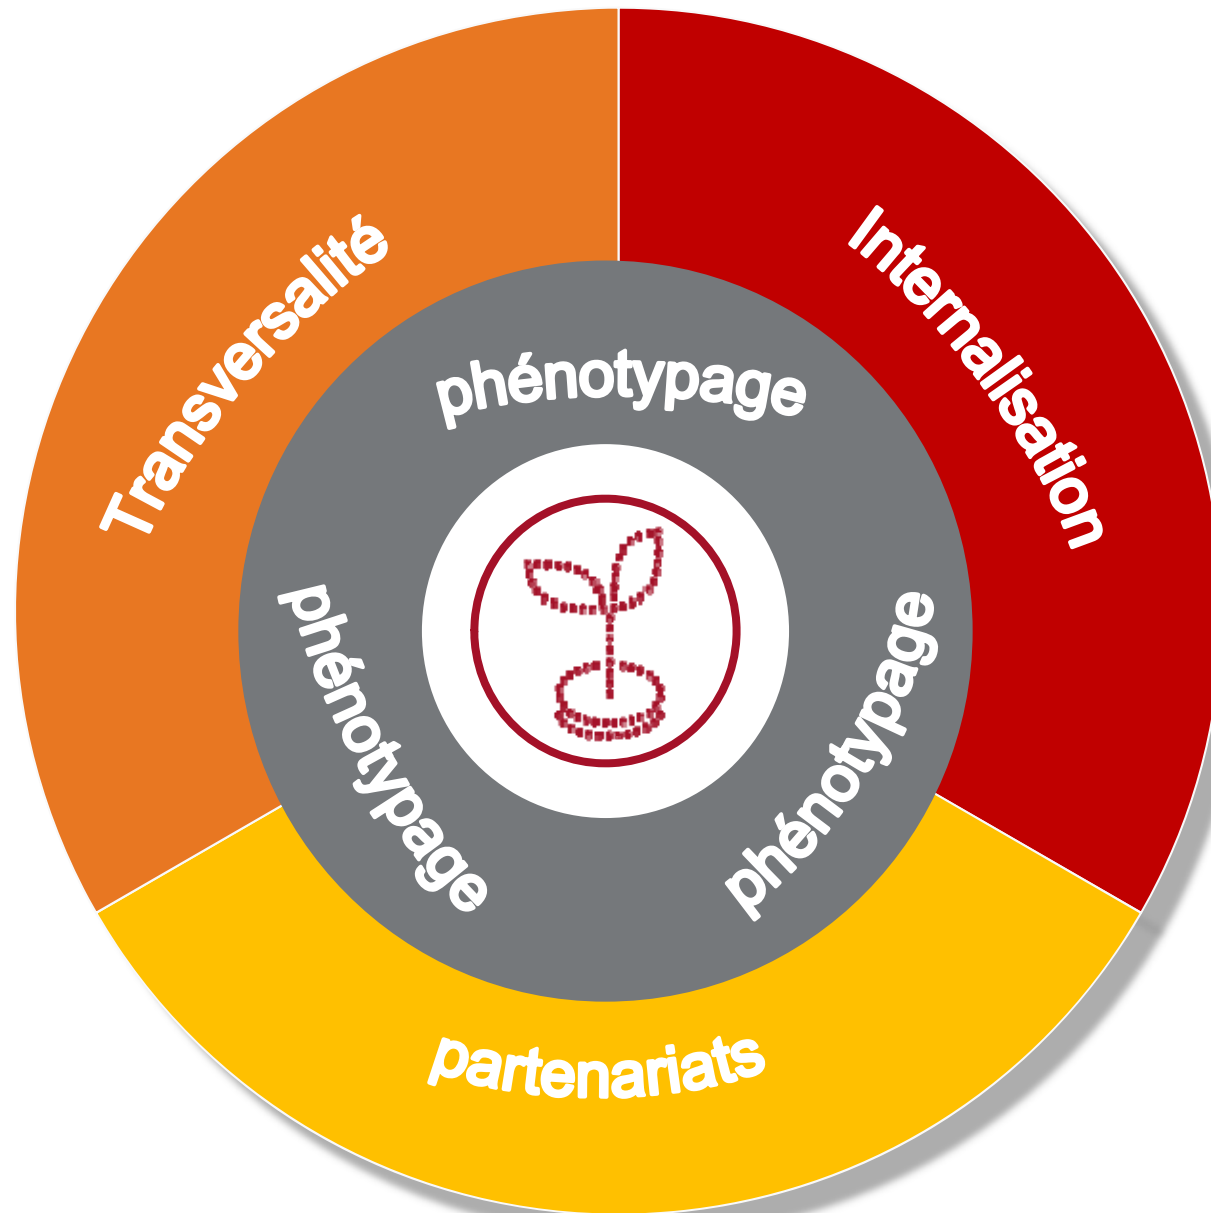 Transversalité
Internalisation
phénotypage
phénotypage
phénotypage
partenariats